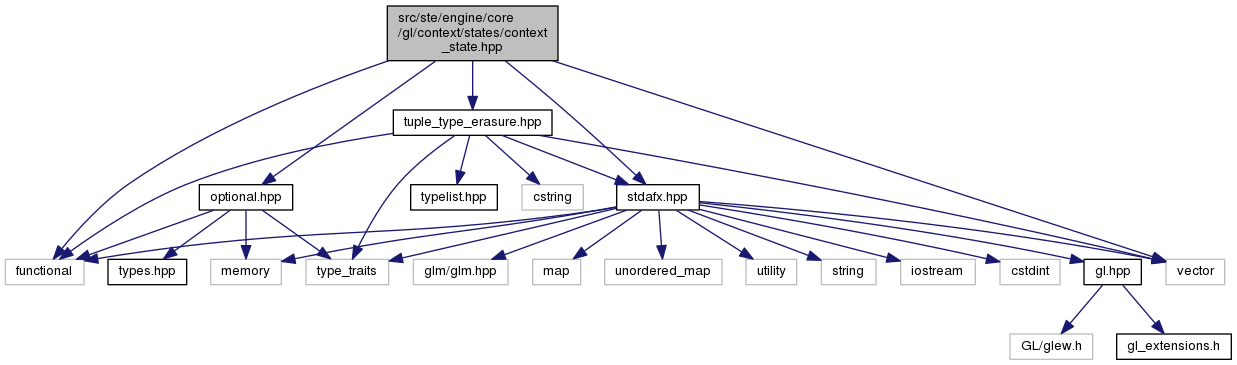 src/ste/engine/core
/gl/context/states/context
_state.hpp
tuple_type_erasure.hpp
optional.hpp
typelist.hpp
cstring
stdafx.hpp
functional
types.hpp
memory
type_traits
glm/glm.hpp
map
unordered_map
utility
string
iostream
cstdint
gl.hpp
vector
GL/glew.h
gl_extensions.h